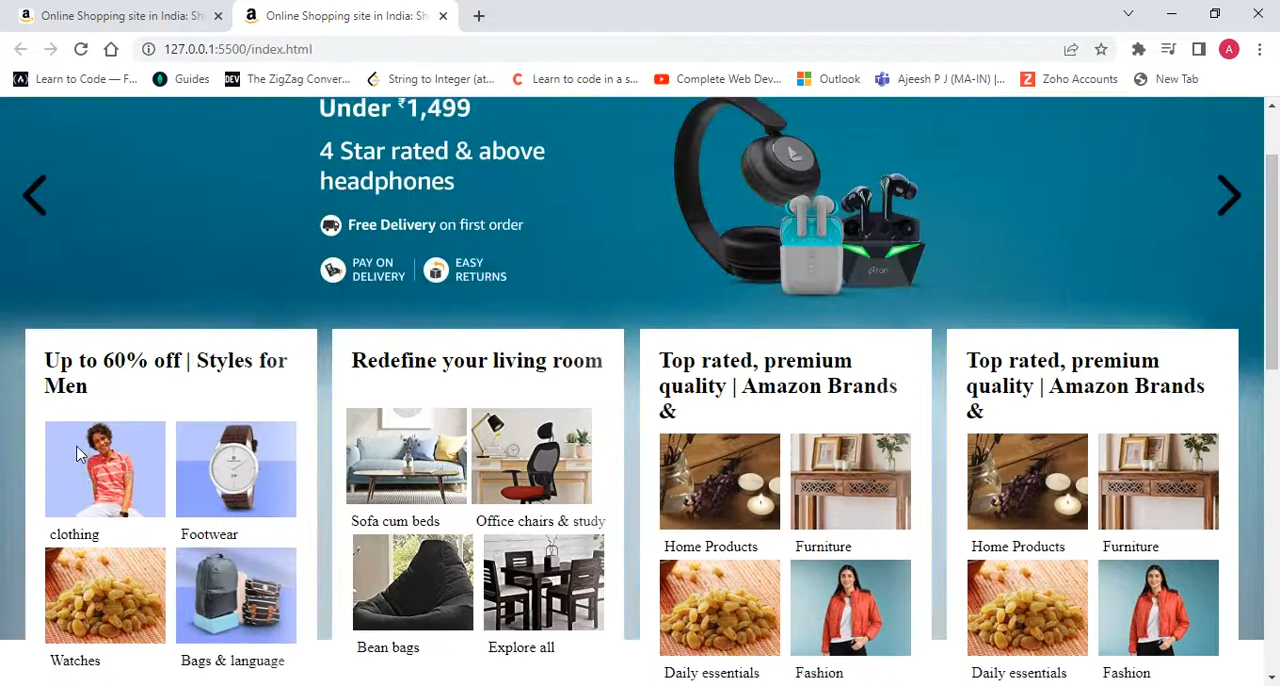 Online Shopping site in India: Sh
Online Shopping site in India: Sh
127.0.0.1:5500/index.html
A
Learn to Code — F...
Guides
DEV
The ZigZag Conver...
String to Integer (at...
C
Learn to code in a s...
Complete Web Dev...
Outlook
Ajeesh P J (MA-IN) |...
Zoho Accounts
New Tab
Under ₹1,499
4 Star rated & above
headphones
Free Delivery on first order
PAY ON
DELIVERY
EASY
RETURNS
pTron
Up to 60% off | Styles for
Men
clothing
Footwear
Watches
Bags & language
Redefine your living room
Sofa cum beds
Office chairs & study
Bean bags
Explore all
Top rated, premium
quality | Amazon Brands
&
Home Products
Furniture
Daily essentials
Fashion
Top rated, premium
quality | Amazon Brands
&
Home Products
Furniture
Daily essentials
Fashion